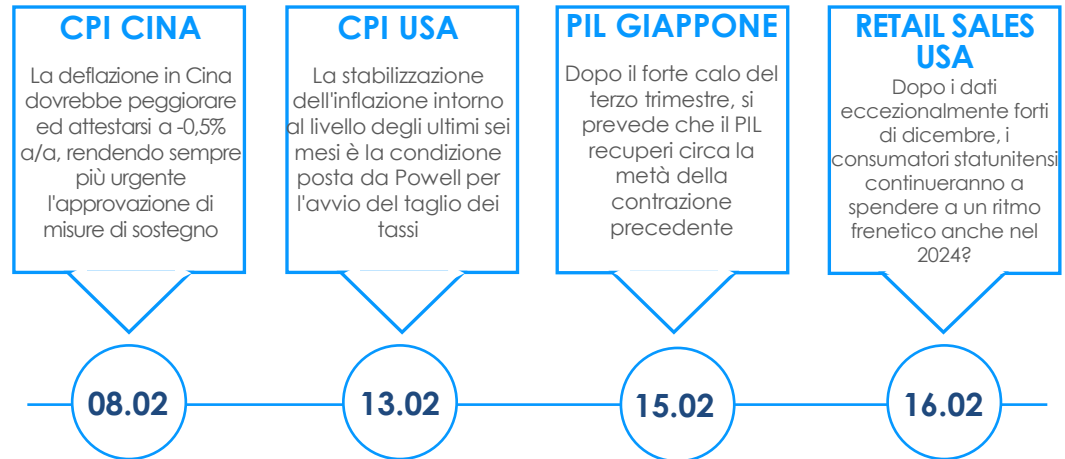 CPI CINA
La deflazione in Cina
dovrebbe peggiorare
ed attestarsi a -0,5%
a/a, rendendo sempre
più urgente
l'approvazione di
misure di sostegno
08.02
CPI USA
La stabilizzazione
dell'inflazione intorno
al livello degli ultimi sei
mesi è la condizione
posta da Powell per
l'avvio del taglio dei
tassi
13.02
PIL GIAPPONE
Dopo il forte calo del
terzo trimestre, si
prevede che il PIL
recuperi circa la
metà della
contrazione
precedente
15.02
RETAIL SALES
USA
Dopo i dati
eccezionalmente forti
di dicembre, i
consumatori statunitensi
continueranno a
spendere a un ritmo
frenetico anche nel
2024?
16.02